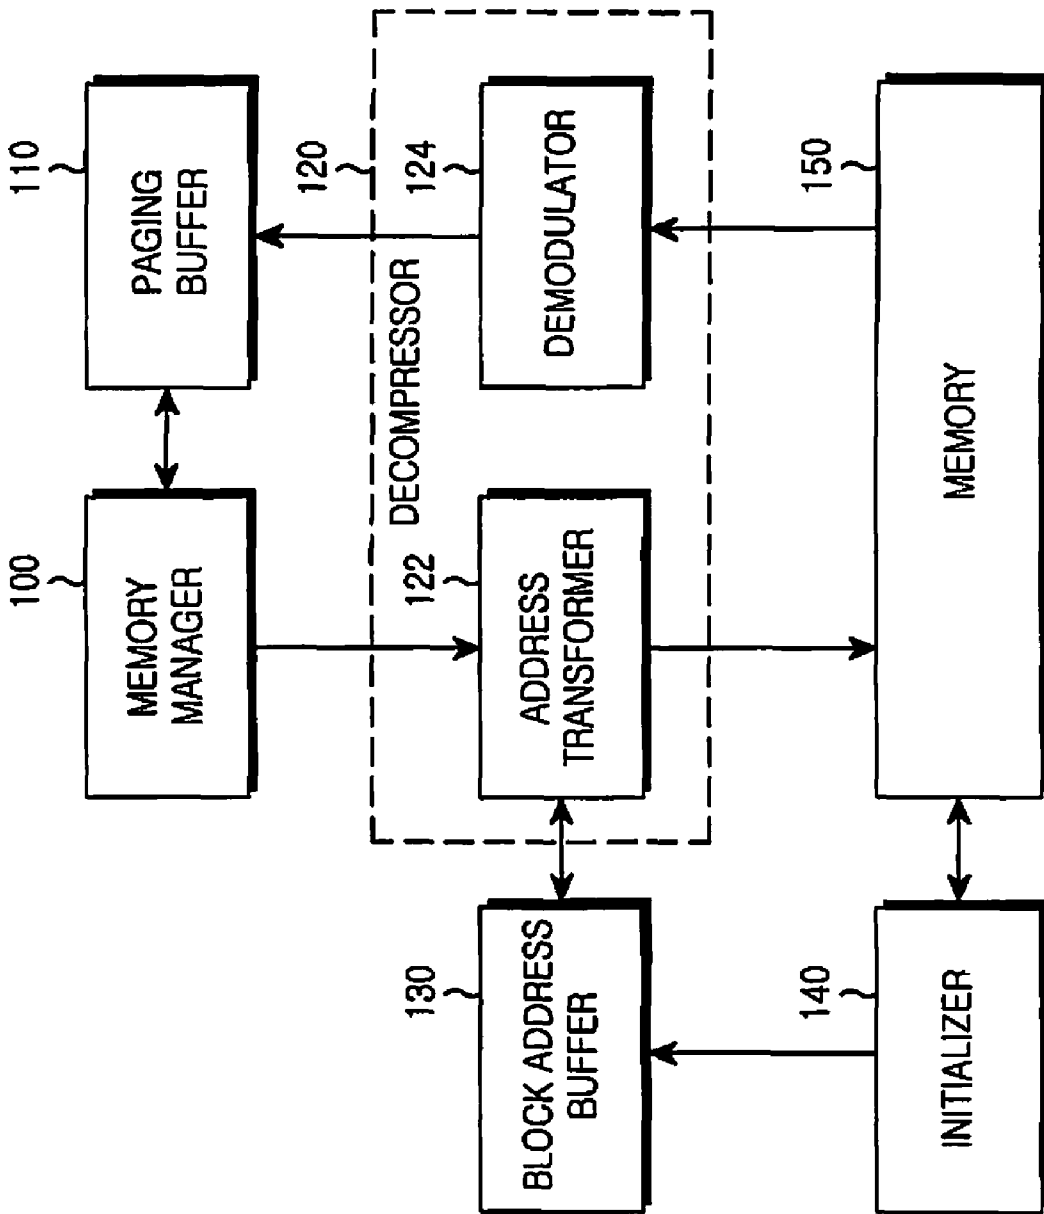 100
MEMORY
MANAGER
110
PAGING
BUFFER
120
DECOMPRESSOR
130
BLOCK ADDRESS
BUFFER
122
ADDRESS
TRANSFORMER
124
DEMODULATOR
140
INITIALIZER
150
MEMORY